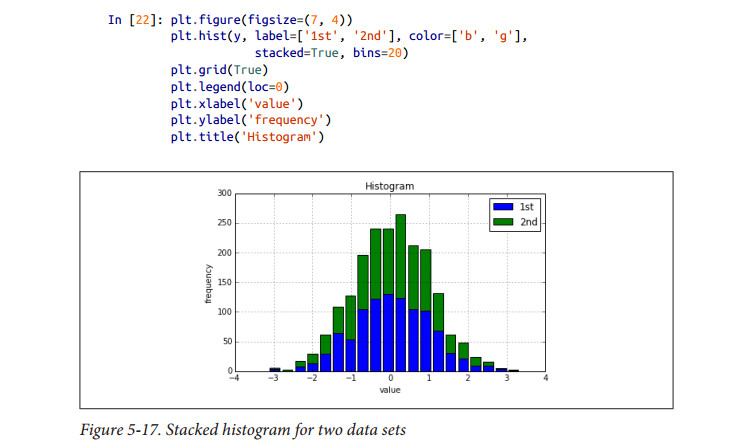 In [22]: plt.figure(figsize=(7, 4))
plt.hist(y, label=['1st', '2nd'], color=['b', 'g'],
stacked=True, bins=20)
plt.grid(True)
plt.legend(loc=0)
plt.xlabel('value')
plt.ylabel('frequency')
plt.title('Histogram')
Histogram
300
250
200
150
100
50
0
frequency
1st
2nd
−4 −3 −2 −1 0 1 2 3 4
value
Figure 5-17. Stacked histogram for two data sets